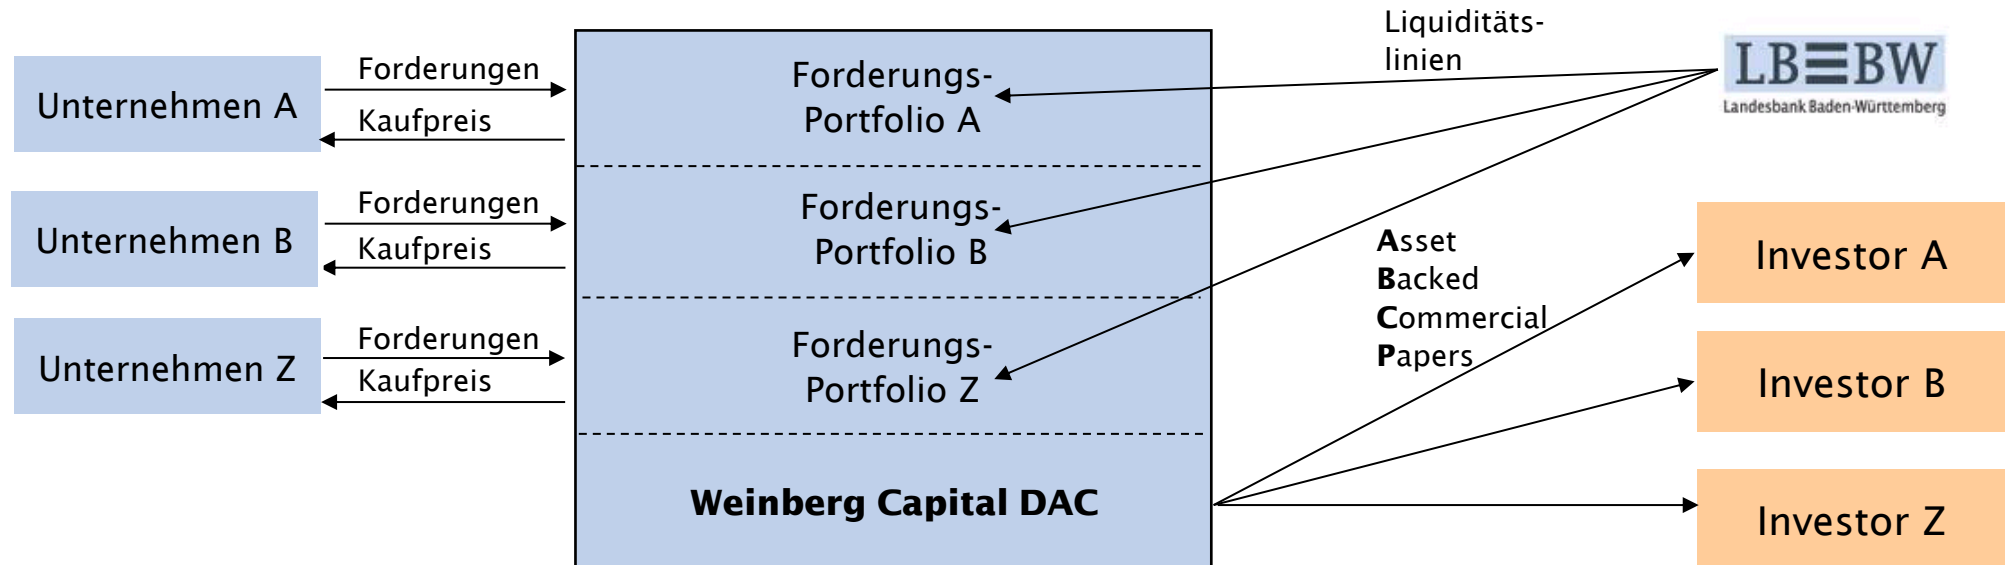 Unternehmen A
Forderungen
Kaufpreis
Unternehmen B
Forderungen
Kaufpreis
Unternehmen Z
Forderungen
Kaufpreis
Forderungs-
Portfolio A
Forderungs-
Portfolio B
Forderungs-
Portfolio Z
Weinberg Capital DAC
Liquiditäts-
linien
LBBW
Landesbank Baden-Württemberg
Asset
Backed
Commercial
Papers
Investor A
Investor B
Investor Z